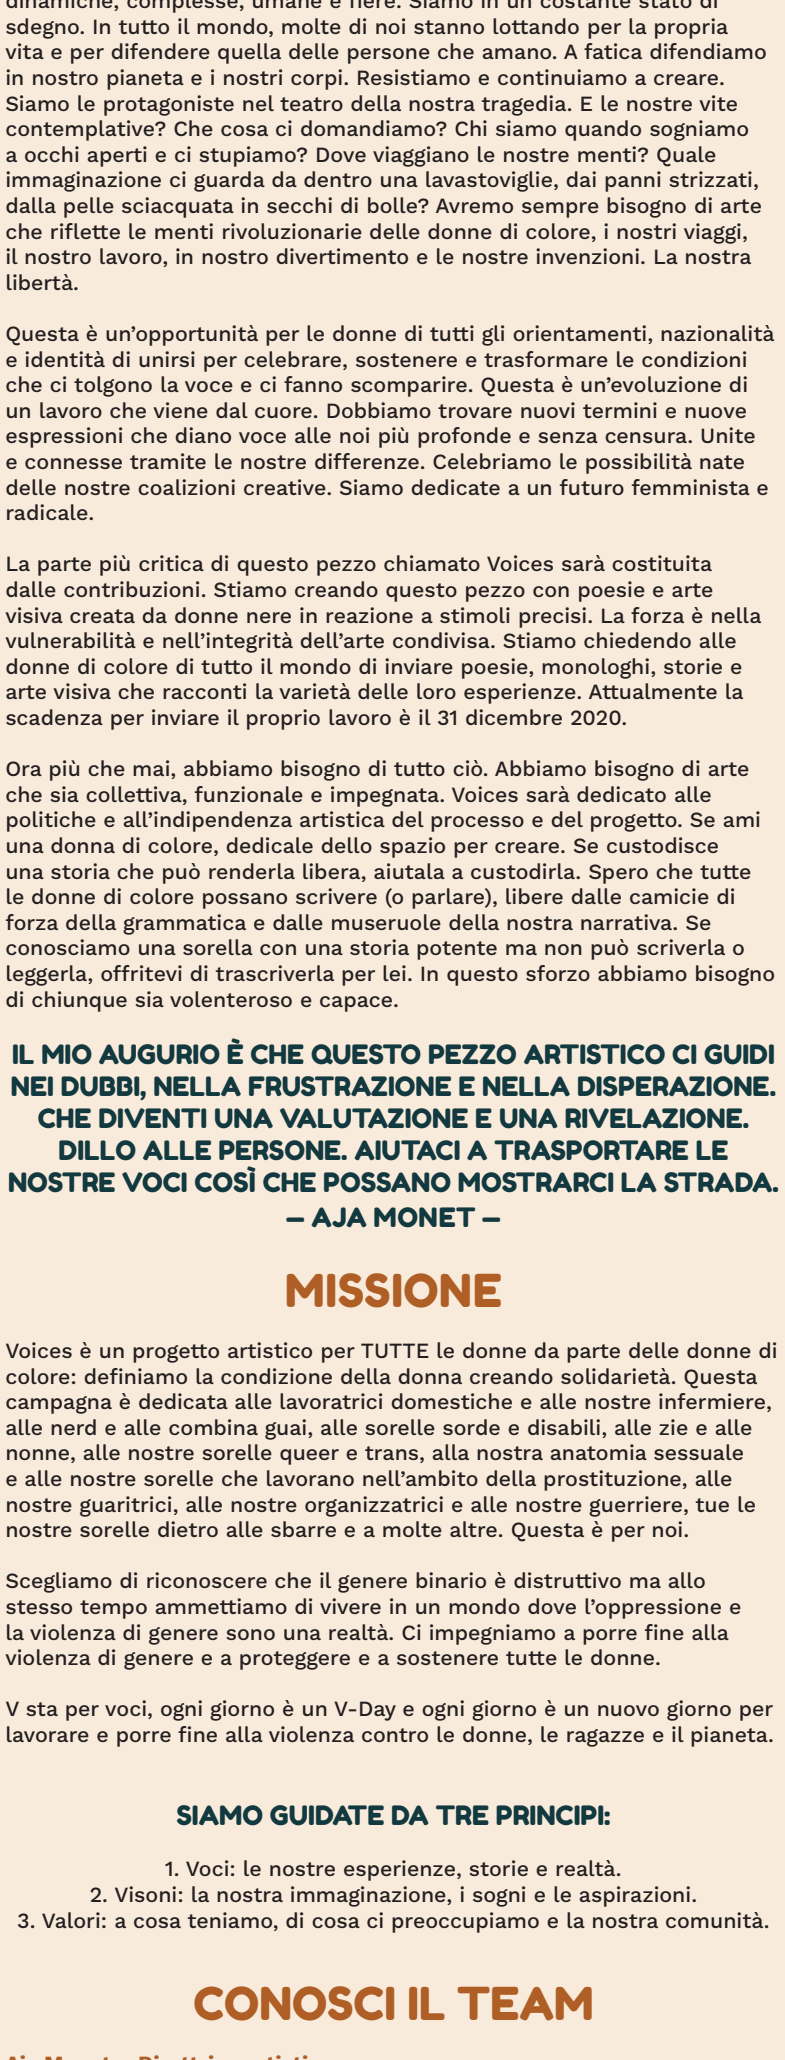 dinamiche, complesse, umane e fiere. Siamo in un costante stato di
sdegno. In tutto il mondo, molte di noi stanno lottando per la propria
vita e per difendere quella delle persone che amano. A fatica difendiamo
in nostro pianeta e i nostri corpi. Resistiamo e continuiamo a creare.
Siamo le protagoniste nel teatro della nostra tragedia. E le nostre vite
contemplative? Che cosa ci domandiamo? Chi siamo quando sogniamo
a occhi aperti e ci stupiamo? Dove viaggiano le nostre menti? Quale
immaginazione ci guarda da dentro una lavastoviglie, dai panni strizzati,
dalla pelle sciacquata in secchi di bolle? Avremo sempre bisogno di arte
che riflette le menti rivoluzionarie delle donne di colore, i nostri viaggi,
il nostro lavoro, in nostro divertimento e le nostre invenzioni. La nostra
libertà.
Questa è un’opportunità per le donne di tutti gli orientamenti, nazionalità
e identità di unirsi per celebrare, sostenere e trasformare le condizioni
che ci tolgono la voce e ci fanno scomparire. Questa è un’evoluzione di
un lavoro che viene dal cuore. Dobbiamo trovare nuovi termini e nuove
espressioni che diano voce alle noi più profonde e senza censura. Unite
e connesse tramite le nostre differenze. Celebriamo le possibilità nate
delle nostre coalizioni creative. Siamo dedicate a un futuro femminista e
radicale.
La parte più critica di questo pezzo chiamato Voices sarà costituita
dalle contribuzioni. Stiamo creando questo pezzo con poesie e arte
visiva creata da donne nere in reazione a stimoli precisi. La forza è nella
vulnerabilità e nell’integrità dell’arte condivisa. Stiamo chiedendo alle
donne di colore di tutto il mondo di inviare poesie, monologhi, storie e
arte visiva che racconti la varietà delle loro esperienze. Attualmente la
scadenza per inviare il proprio lavoro è il 31 dicembre 2020.
Ora più che mai, abbiamo bisogno di tutto ciò. Abbiamo bisogno di arte
che sia collettiva, funzionale e impegnata. Voices sarà dedicato alle
politiche e all’indipendenza artistica del processo e del progetto. Se ami
una donna di colore, dedicale dello spazio per creare. Se custodisce
una storia che può renderla libera, aiutala a custodirla. Spero che tutte
le donne di colore possano scrivere (o parlare), libere dalle camicie di
forza della grammatica e dalle museruole della nostra narrativa. Se
conosciamo una sorella con una storia potente ma non può scriverla o
leggerla, offritevi di trascriverla per lei. In questo sforzo abbiamo bisogno
di chiunque sia volenteroso e capace.
IL MIO AUGURIO È CHE QUESTO PEZZO ARTISTICO CI GUIDI
NEI DUBBI, NELLA FRUSTRAZIONE E NELLA DISPERAZIONE.
CHE DIVENTI UNA VALUTAZIONE E UNA RIVELAZIONE.
DILLO ALLE PERSONE. AIUTACI A TRASPORTARE LE
NOSTRE VOCI COSÌ CHE POSSANO MOSTRARCI LA STRADA.
– AJA MONET –
MISSIONE
Voices è un progetto artistico per TUTTE le donne da parte delle donne di
colore: definiamo la condizione della donna creando solidarietà. Questa
campagna è dedicata alle lavoratrici domestiche e alle nostre infermiere,
alle nerd e alle combina guai, alle sorelle sorde e disabili, alle zie e alle
nonne, alle nostre sorelle queer e trans, alla nostra anatomia sessuale
e alle nostre sorelle che lavorano nell’ambito della prostituzione, alle
nostre guaritrici, alle nostre organizzatrici e alle nostre guerriere, tue le
nostre sorelle dietro alle sbarre e a molte altre. Questa è per noi.
Scegliamo di riconoscere che il genere binario è distruttivo ma allo
stesso tempo ammettiamo di vivere in un mondo dove l’oppressione e
la violenza di genere sono una realtà. Ci impegniamo a porre fine alla
violenza di genere e a proteggere e a sostenere tutte le donne.
V sta per voci, ogni giorno è un V-Day e ogni giorno è un nuovo giorno per
lavorare e porre fine alla violenza contro le donne, le ragazze e il pianeta.
SIAMO GUIDATE DA TRE PRINCIPI:
1. Voci: le nostre esperienze, storie e realtà.
2. Visoni: la nostra immaginazione, i sogni e le aspirazioni.
3. Valori: a cosa teniamo, di cosa ci preoccupiamo e la nostra comunità.
CONOSCI IL TEAM